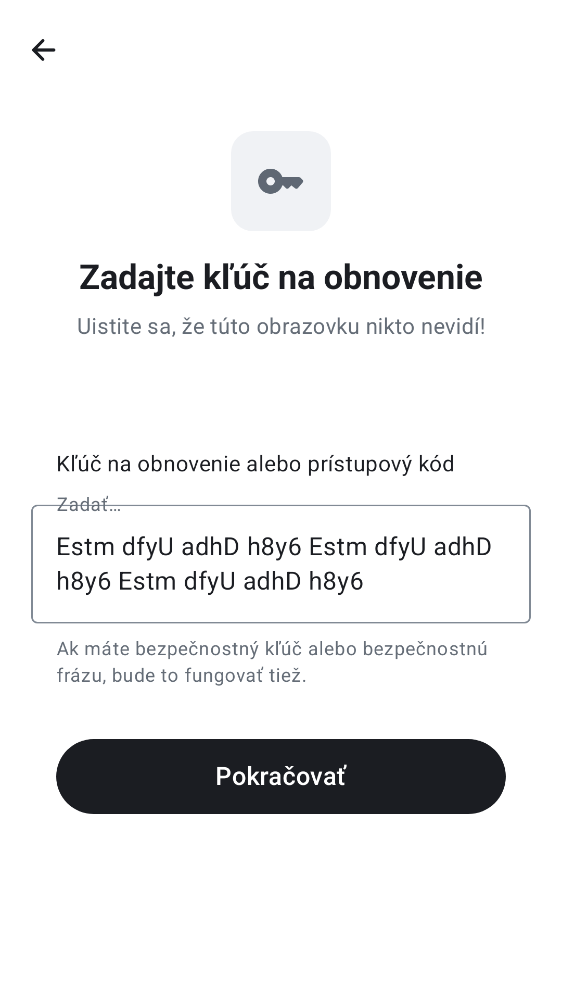 Zadajte kľúč na obnovenie
Uistite sa, že túto obrazovku nikto nevidí!
Kľúč na obnovenie alebo prístupový kód
Zadať…
Estm dfyU adhD h8y6 Estm dfyU adhD
h8y6 Estm dfyU adhD h8y6
Ak máte bezpečnostný kľúč alebo bezpečnostnú
frázu, bude to fungovať tiež.
Pokračovať